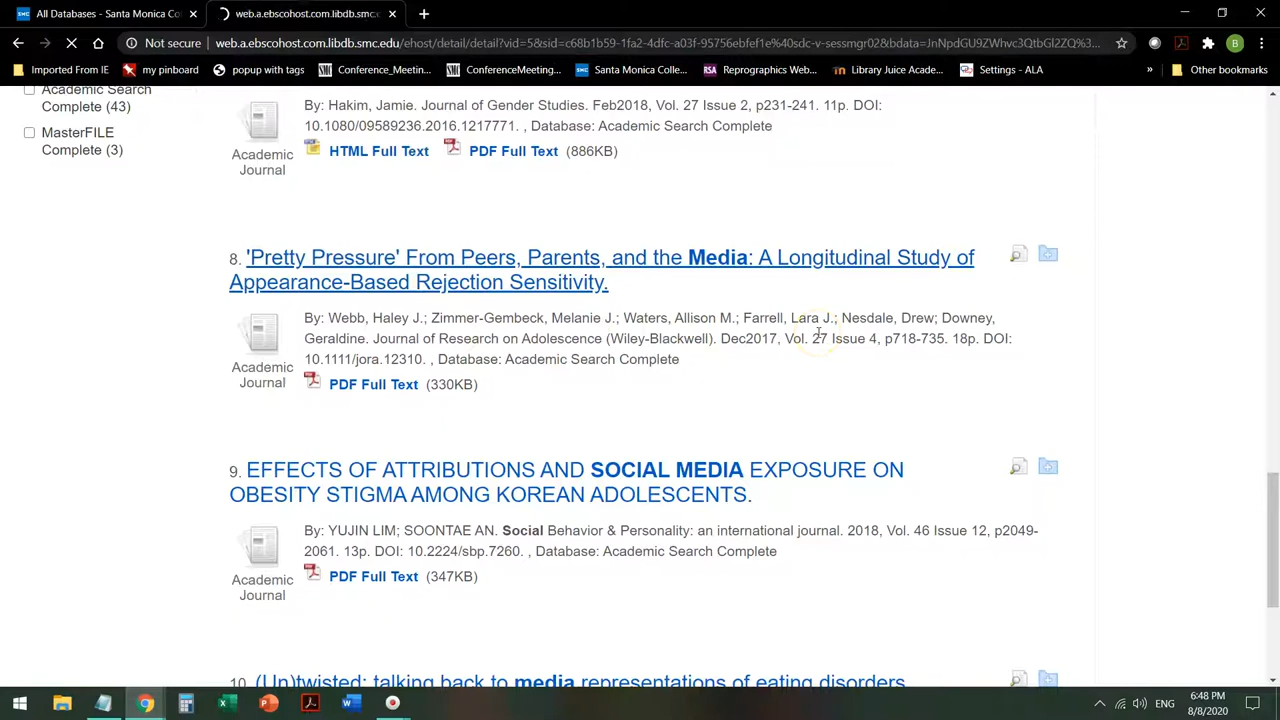 All Databases - Santa Monica Co
web.a.ebscohost.com.libdb.smc.e
Not secure
web.a.ebscohost.com.libdb.smc.edu/ehost/detail/detail?vid=5&sid=c68b1b59-1fa2-4dfc-a03f-95756ebfef1e%40sdc-v-sessmgr02&bdata=JnNpdGU9ZWhvc3QtbGl2ZQ%3...
Imported From IE
my pinboard
popup with tags
Conference_Meetin...
ConferenceMeeting...
Santa Monica Colle...
Reprographics Web...
Library Juice Acade...
Settings - ALA
»
Other bookmarks
Academic Search
Complete (43)
MasterFILE
Complete (3)
By: Hakim, Jamie. Journal of Gender Studies. Feb2018, Vol. 27 Issue 2, p231-241. 11p. DOI:
10.1080/09589236.2016.1217771. , Database: Academic Search Complete
Academic
Journal
HTML Full Text
PDF Full Text (886KB)
8. 'Pretty Pressure' From Peers, Parents, and the Media: A Longitudinal Study of
Appearance-Based Rejection Sensitivity.
By: Webb, Haley J.; Zimmer-Gembeck, Melanie J.; Waters, Allison M.; Farrell, Lara J.; Nesdale, Drew; Downey,
Geraldine. Journal of Research on Adolescence (Wiley-Blackwell). Dec2017, Vol. 27 Issue 4, p718-735. 18p. DOI:
10.1111/jora.12310. , Database: Academic Search Complete
Academic
Journal
PDF Full Text (330KB)
9. EFFECTS OF ATTRIBUTIONS AND SOCIAL MEDIA EXPOSURE ON
OBESITY STIGMA AMONG KOREAN ADOLESCENTS.
By: YUJIN LIM; SOONTAE AN. Social Behavior & Personality: an international journal. 2018, Vol. 46 Issue 12, p2049-
2061. 13p. DOI: 10.2224/sbp.7260. , Database: Academic Search Complete
Academic
Journal
PDF Full Text (347KB)
10. (Un)twisted: talking back to media representations of eating disorders.
ENG
6:48 PM
8/8/2020